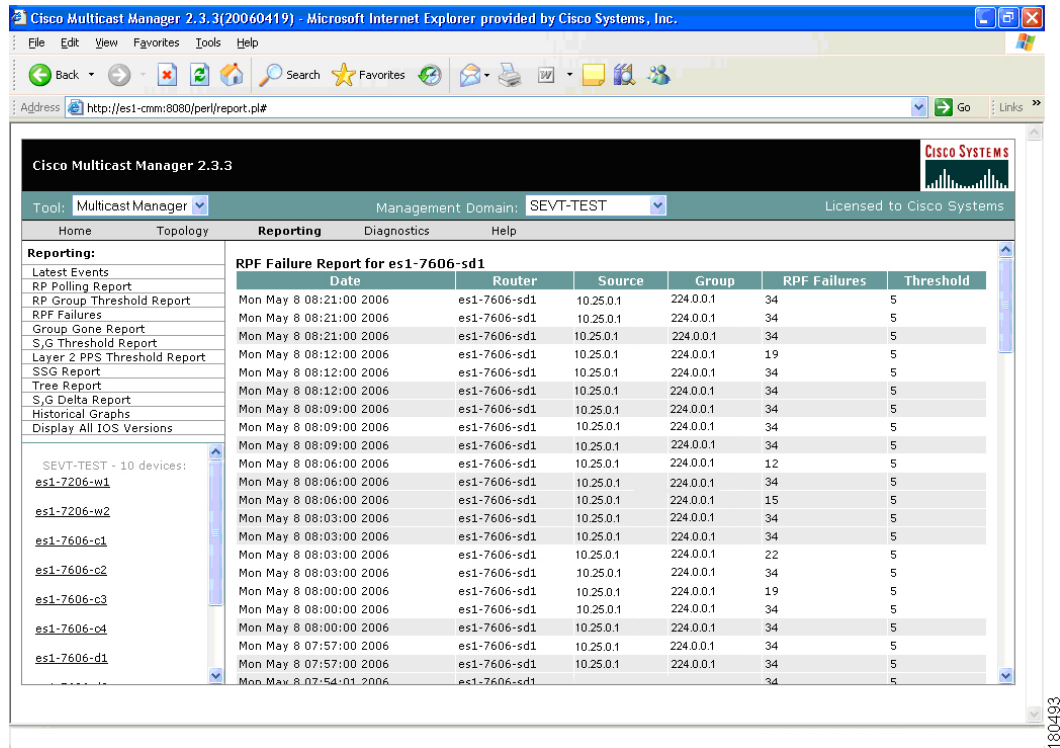 Cisco Multicast Manager 2.3.3(20060419) - Microsoft Internet Explorer provided by Cisco Systems, Inc.
File Edit View Favorites Tools Help
Back Search Favorites
Address http://es1-cmm:8080/perl/report.pl# Go Links »
Cisco Multicast Manager 2.3.3
CISCO SYSTEMS
Tool: Multicast Manager Management Domain: SEVT-TEST Licensed to Cisco Systems
Home Topology Reporting Diagnostics Help
Reporting:
Latest Events
RP Polling Report
RP Group Threshold Report
RPF Failures
Group Gone Report
S,G Threshold Report
Layer 2 PPS Threshold Report
SSG Report
Tree Report
S,G Delta Report
Historical Graphs
Display All IOS Versions
SEVT-TEST - 10 devices:
es1-7206-w1
es1-7206-w2
es1-7606-c1
es1-7606-c2
es1-7606-c3
es1-7606-c4
es1-7606-d1
RPF Failure Report for es1-7606-sd1
Date Router Source Group RPF Failures Threshold
Mon May 8 08:21:00 2006 es1-7606-sd1 10.25.0.1 224.0.0.1 34 5
Mon May 8 08:21:00 2006 es1-7606-sd1 10.25.0.1 224.0.0.1 34 5
Mon May 8 08:21:00 2006 es1-7606-sd1 10.25.0.1 224.0.0.1 34 5
Mon May 8 08:12:00 2006 es1-7606-sd1 10.25.0.1 224.0.0.1 19 5
Mon May 8 08:12:00 2006 es1-7606-sd1 10.25.0.1 224.0.0.1 34 5
Mon May 8 08:12:00 2006 es1-7606-sd1 10.25.0.1 224.0.0.1 34 5
Mon May 8 08:09:00 2006 es1-7606-sd1 10.25.0.1 224.0.0.1 34 5
Mon May 8 08:09:00 2006 es1-7606-sd1 10.25.0.1 224.0.0.1 34 5
Mon May 8 08:09:00 2006 es1-7606-sd1 10.25.0.1 224.0.0.1 34 5
Mon May 8 08:06:00 2006 es1-7606-sd1 10.25.0.1 224.0.0.1 12 5
Mon May 8 08:06:00 2006 es1-7606-sd1 10.25.0.1 224.0.0.1 34 5
Mon May 8 08:06:00 2006 es1-7606-sd1 10.25.0.1 224.0.0.1 15 5
Mon May 8 08:03:00 2006 es1-7606-sd1 10.25.0.1 224.0.0.1 34 5
Mon May 8 08:03:00 2006 es1-7606-sd1 10.25.0.1 224.0.0.1 34 5
Mon May 8 08:03:00 2006 es1-7606-sd1 10.25.0.1 224.0.0.1 22 5
Mon May 8 08:03:00 2006 es1-7606-sd1 10.25.0.1 224.0.0.1 34 5
Mon May 8 08:00:00 2006 es1-7606-sd1 10.25.0.1 224.0.0.1 19 5
Mon May 8 08:00:00 2006 es1-7606-sd1 10.25.0.1 224.0.0.1 34 5
Mon May 8 08:00:00 2006 es1-7606-sd1 10.25.0.1 224.0.0.1 34 5
Mon May 8 07:57:00 2006 es1-7606-sd1 10.25.0.1 224.0.0.1 34 5
Mon May 8 07:57:00 2006 es1-7606-sd1 10.25.0.1 224.0.0.1 34 5
Mon May 8 07:54:01 2006 es1-7606-sd1 34 5
180493